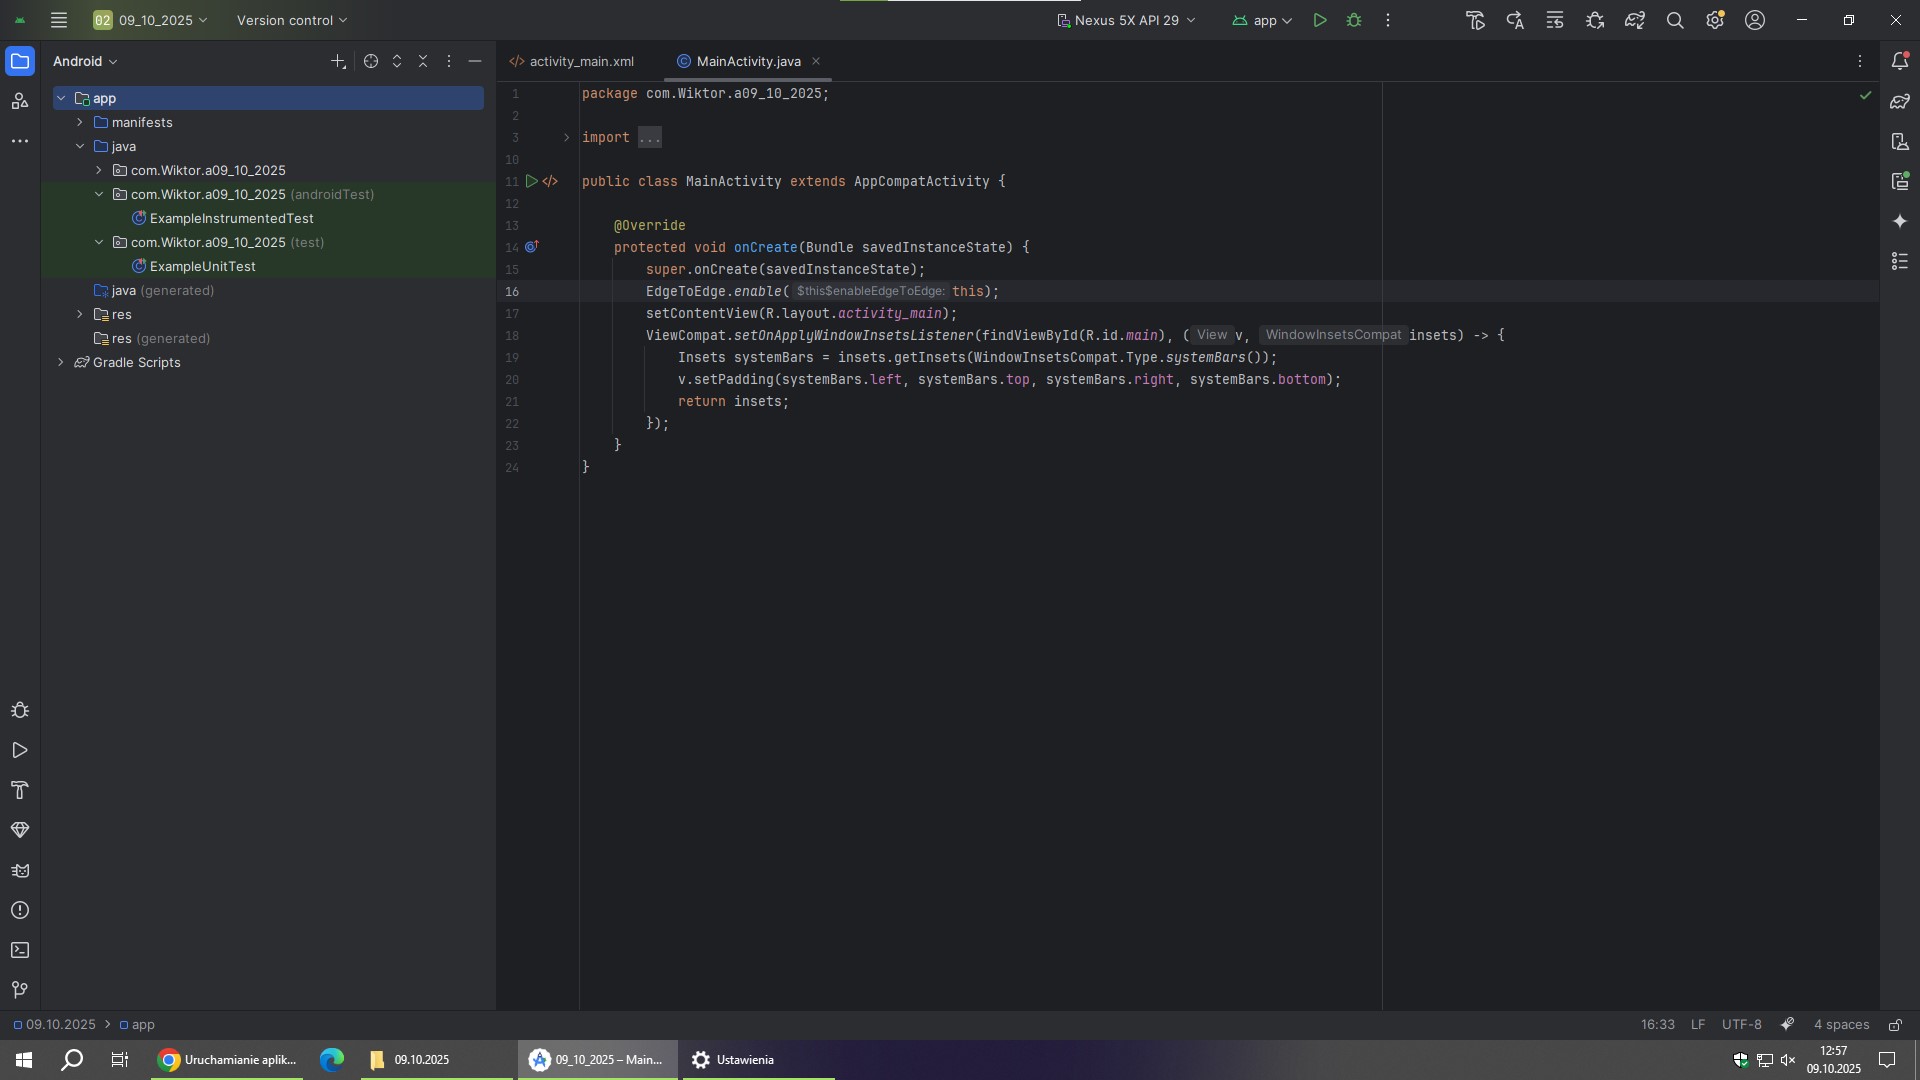 02 09_10_2025 Version control Nexus 5X API 29 app
Android
activity_main.xml MainActivity.java
app
manifests
java
com.Wiktor.a09_10_2025
com.Wiktor.a09_10_2025 (androidTest)
ExampleInstrumentedTest
com.Wiktor.a09_10_2025 (test)
ExampleUnitTest
java (generated)
res
res (generated)
Gradle Scripts
1 package com.Wiktor.a09_10_2025;
2
3 import ...
10
11 public class MainActivity extends AppCompatActivity {
12
13 @Override
14 protected void onCreate(Bundle savedInstanceState) {
15 super.onCreate(savedInstanceState);
16 EdgeToEdge.enable( $this$enableEdgeToEdge: this);
17 setContentView(R.layout.activity_main);
18 ViewCompat.setOnApplyWindowInsetsListener(findViewById(R.id.main), ( View v, WindowInsetsCompat insets) -> {
19 Insets systemBars = insets.getInsets(WindowInsetsCompat.Type.systemBars());
20 v.setPadding(systemBars.left, systemBars.top, systemBars.right, systemBars.bottom);
21 return insets;
22 });
23 }
24 }
09.10.2025 > app 16:33 LF UTF-8 4 spaces
Uruchamianie aplik... 09.10.2025 09_10_2025 – Main... Ustawienia
12:57
09.10.2025